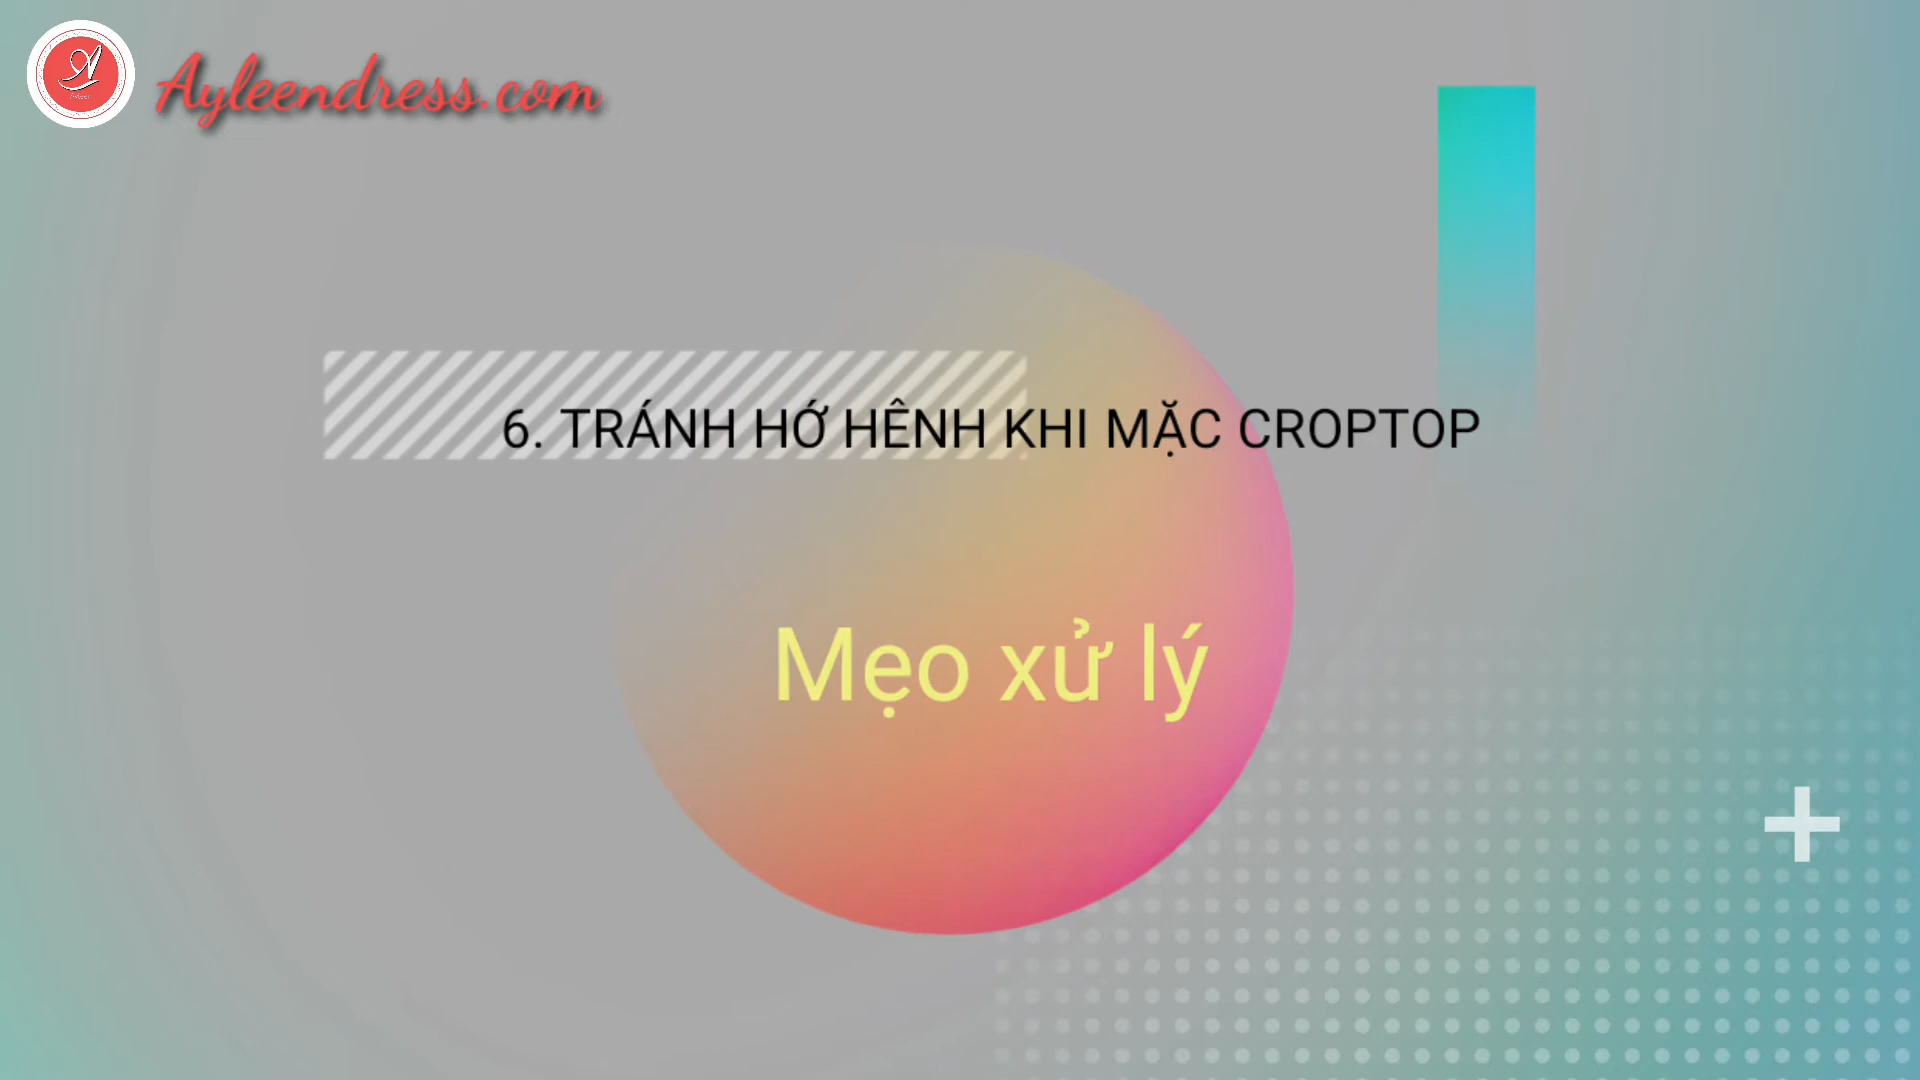 Ayleendress.com
6. TRÁNH HỚ HÊNH KHI MẶC CROPTOP
Mẹo xử lý